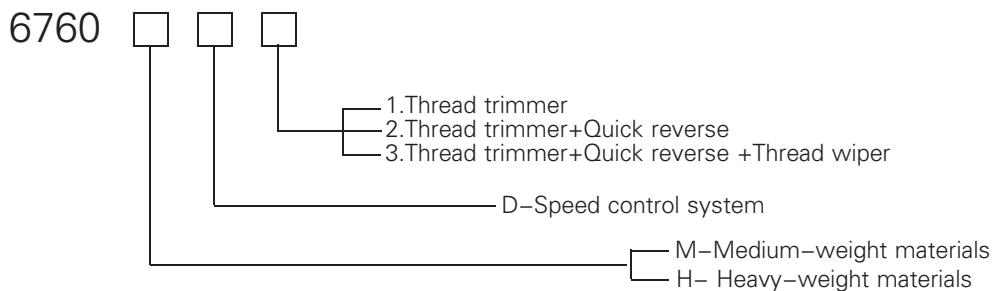 6760
1.Thread trimmer
2.Thread trimmer+Quick reverse
3.Thread trimmer+Quick reverse +Thread wiper
D–Speed control system
M–Medium–weight materials
H– Heavy–weight materials